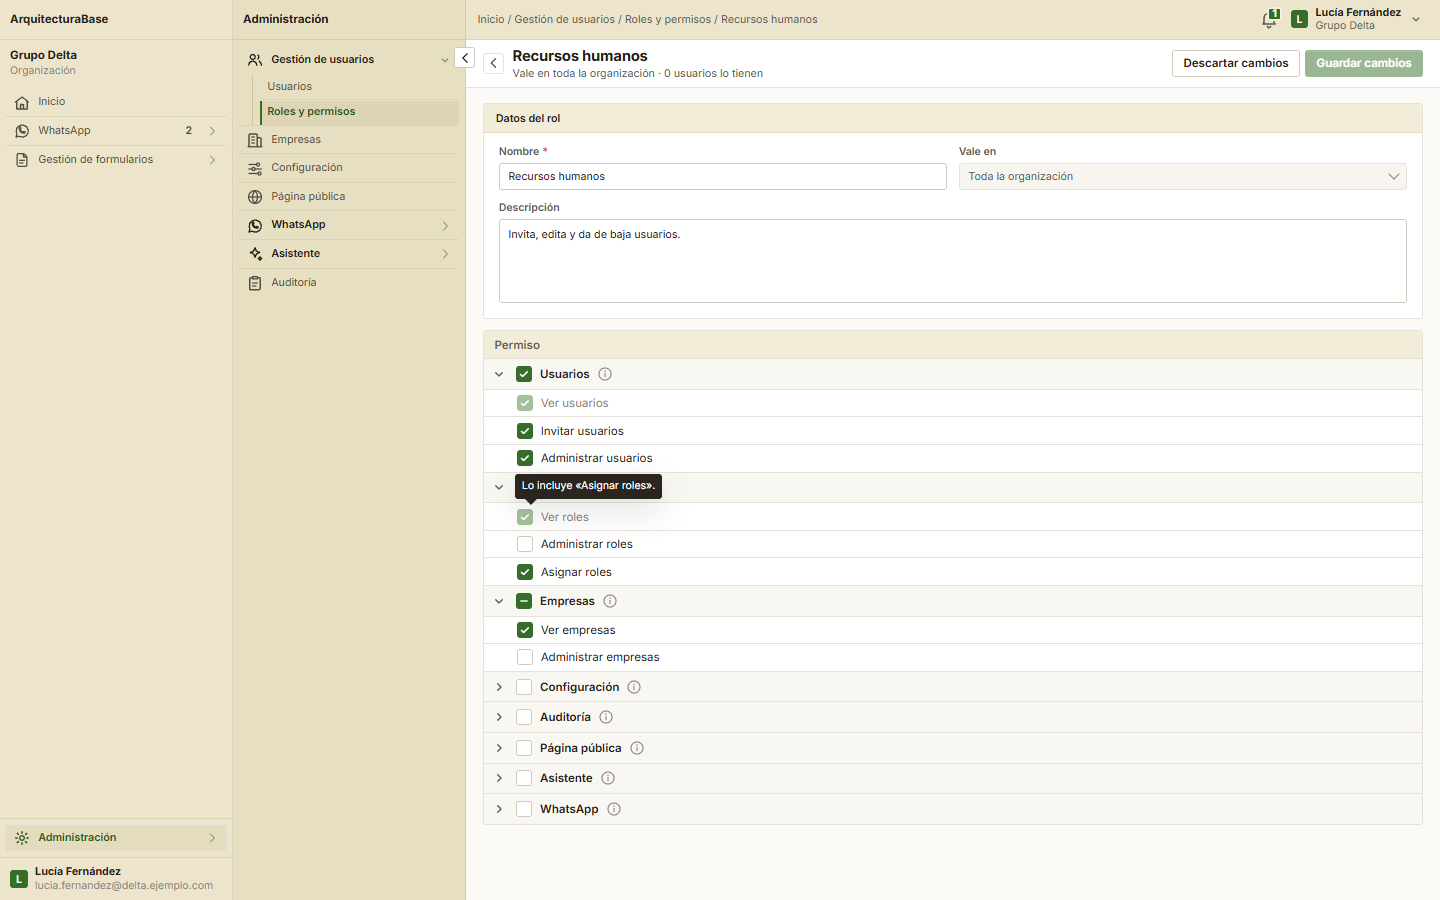 ArquitecturaBase
Grupo Delta
Organización
Inicio
WhatsApp 2
Gestión de formularios
Administración
L Lucía Fernández
lucia.fernandez@delta.ejemplo.com
Administración
Gestión de usuarios
Usuarios
Roles y permisos
Empresas
Configuración
Página pública
WhatsApp
Asistente
Auditoría
Inicio / Gestión de usuarios / Roles y permisos / Recursos humanos
1
L Lucía Fernández
Grupo Delta
Recursos humanos
Vale en toda la organización · 0 usuarios lo tienen
Descartar cambios
Guardar cambios
Datos del rol
Nombre *
Recursos humanos
Vale en
Toda la organización
Descripción
Invita, edita y da de baja usuarios.
Permiso
Usuarios
Ver usuarios
Invitar usuarios
Administrar usuarios
Lo incluye «Asignar roles».
Ver roles
Administrar roles
Asignar roles
Empresas
Ver empresas
Administrar empresas
Configuración
Auditoría
Página pública
Asistente
WhatsApp